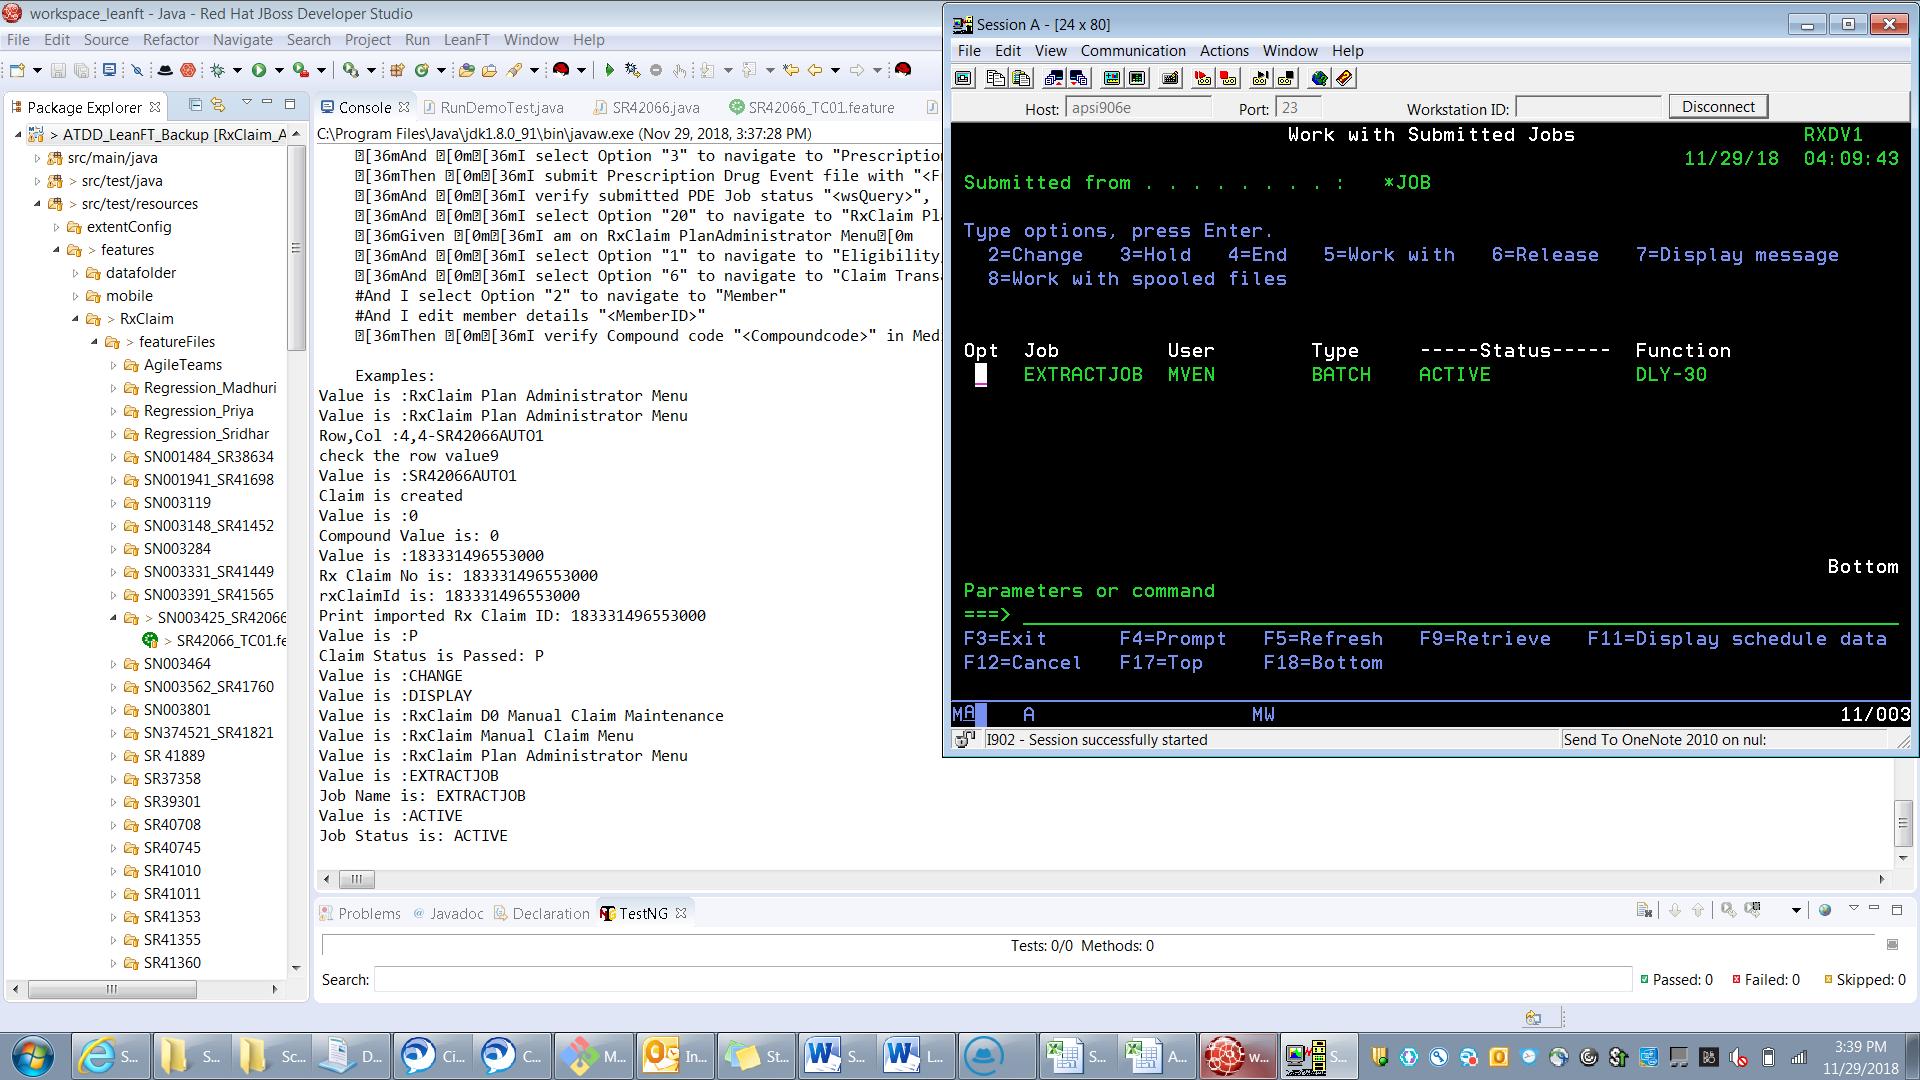 workspace_leanft - Java - Red Hat JBoss Developer Studio
File Edit Source Refactor Navigate Search Project Run LeanFT Window Help
Package Explorer
> ATDD_LeanFT_Backup [RxClaim_A
src/main/java
> src/test/java
> src/test/resources
extentConfig
> features
datafolder
mobile
> RxClaim
> featureFiles
AgileTeams
Regression_Madhuri
Regression_Priya
Regression_Sridhar
SN001484_SR38634
SN001941_SR41698
SN003119
SN003148_SR41452
SN003284
SN003331_SR41449
SN003391_SR41565
> SN003425_SR42066
> SR42066_TC01.fe
SN003464
SN003562_SR41760
SN003801
SN374521_SR41821
SR 41889
SR37358
SR39301
SR40708
SR40745
SR41010
SR41011
SR41353
SR41355
SR41360
Console RunDemoTest.java SR42066.java SR42066_TC01.feature
C:\Program Files\Java\jdk1.8.0_91\bin\javaw.exe (Nov 29, 2018, 3:37:28 PM)
[36mAnd [0m[36mI select Option "3" to navigate to "Prescription
[36mThen [0m[36mI submit Prescription Drug Event file with "<F
[36mAnd [0m[36mI verify submitted PDE Job status "<wsQuery>",
[36mAnd [0m[36mI select Option "20" to navigate to "RxClaim Pl
[36mGiven [0m[36mI am on RxClaim PlanAdministrator Menu[0m
[36mAnd [0m[36mI select Option "1" to navigate to "Eligibility,
[36mAnd [0m[36mI select Option "6" to navigate to "Claim Trans
#And I select Option "2" to navigate to "Member"
#And I edit member details "<MemberID>"
[36mThen [0m[36mI verify Compound code "<Compoundcode>" in Med
Examples:
Value is :RxClaim Plan Administrator Menu
Value is :RxClaim Plan Administrator Menu
Row,Col :4,4-SR42066AUTO1
check the row value9
Value is :SR42066AUTO1
Claim is created
Value is :0
Compound Value is: 0
Value is :183331496553000
Rx Claim No is: 183331496553000
rxClaimId is: 183331496553000
Print imported Rx Claim ID: 183331496553000
Value is :P
Claim Status is Passed: P
Value is :CHANGE
Value is :DISPLAY
Value is :RxClaim D0 Manual Claim Maintenance
Value is :RxClaim Manual Claim Menu
Value is :RxClaim Plan Administrator Menu
Value is :EXTRACTJOB
Job Name is: EXTRACTJOB
Value is :ACTIVE
Job Status is: ACTIVE
Problems @ Javadoc Declaration TestNG
Tests: 0/0 Methods: 0
Search: Passed: 0 Failed: 0 Skipped: 0
Session A - [24 x 80]
File Edit View Communication Actions Window Help
Host: apsi906e Port: 23 Workstation ID: Disconnect
Work with Submitted Jobs RXDV1
11/29/18 04:09:43
Submitted from . . . . . . . . : *JOB
Type options, press Enter.
2=Change 3=Hold 4=End 5=Work with 6=Release 7=Display message
8=Work with spooled files
Opt Job User Type -----Status----- Function
EXTRACTJOB MVEN BATCH ACTIVE DLY-30
Bottom
Parameters or command
===>
F3=Exit F4=Prompt F5=Refresh F9=Retrieve F11=Display schedule data
F12=Cancel F17=Top F18=Bottom
MA A MW 11/003
I902 - Session successfully started Send To OneNote 2010 on nul:
S... S... Sc... D... Ci... C... M... In... St... S... L... S... A... w... S...
3:39 PM
11/29/2018